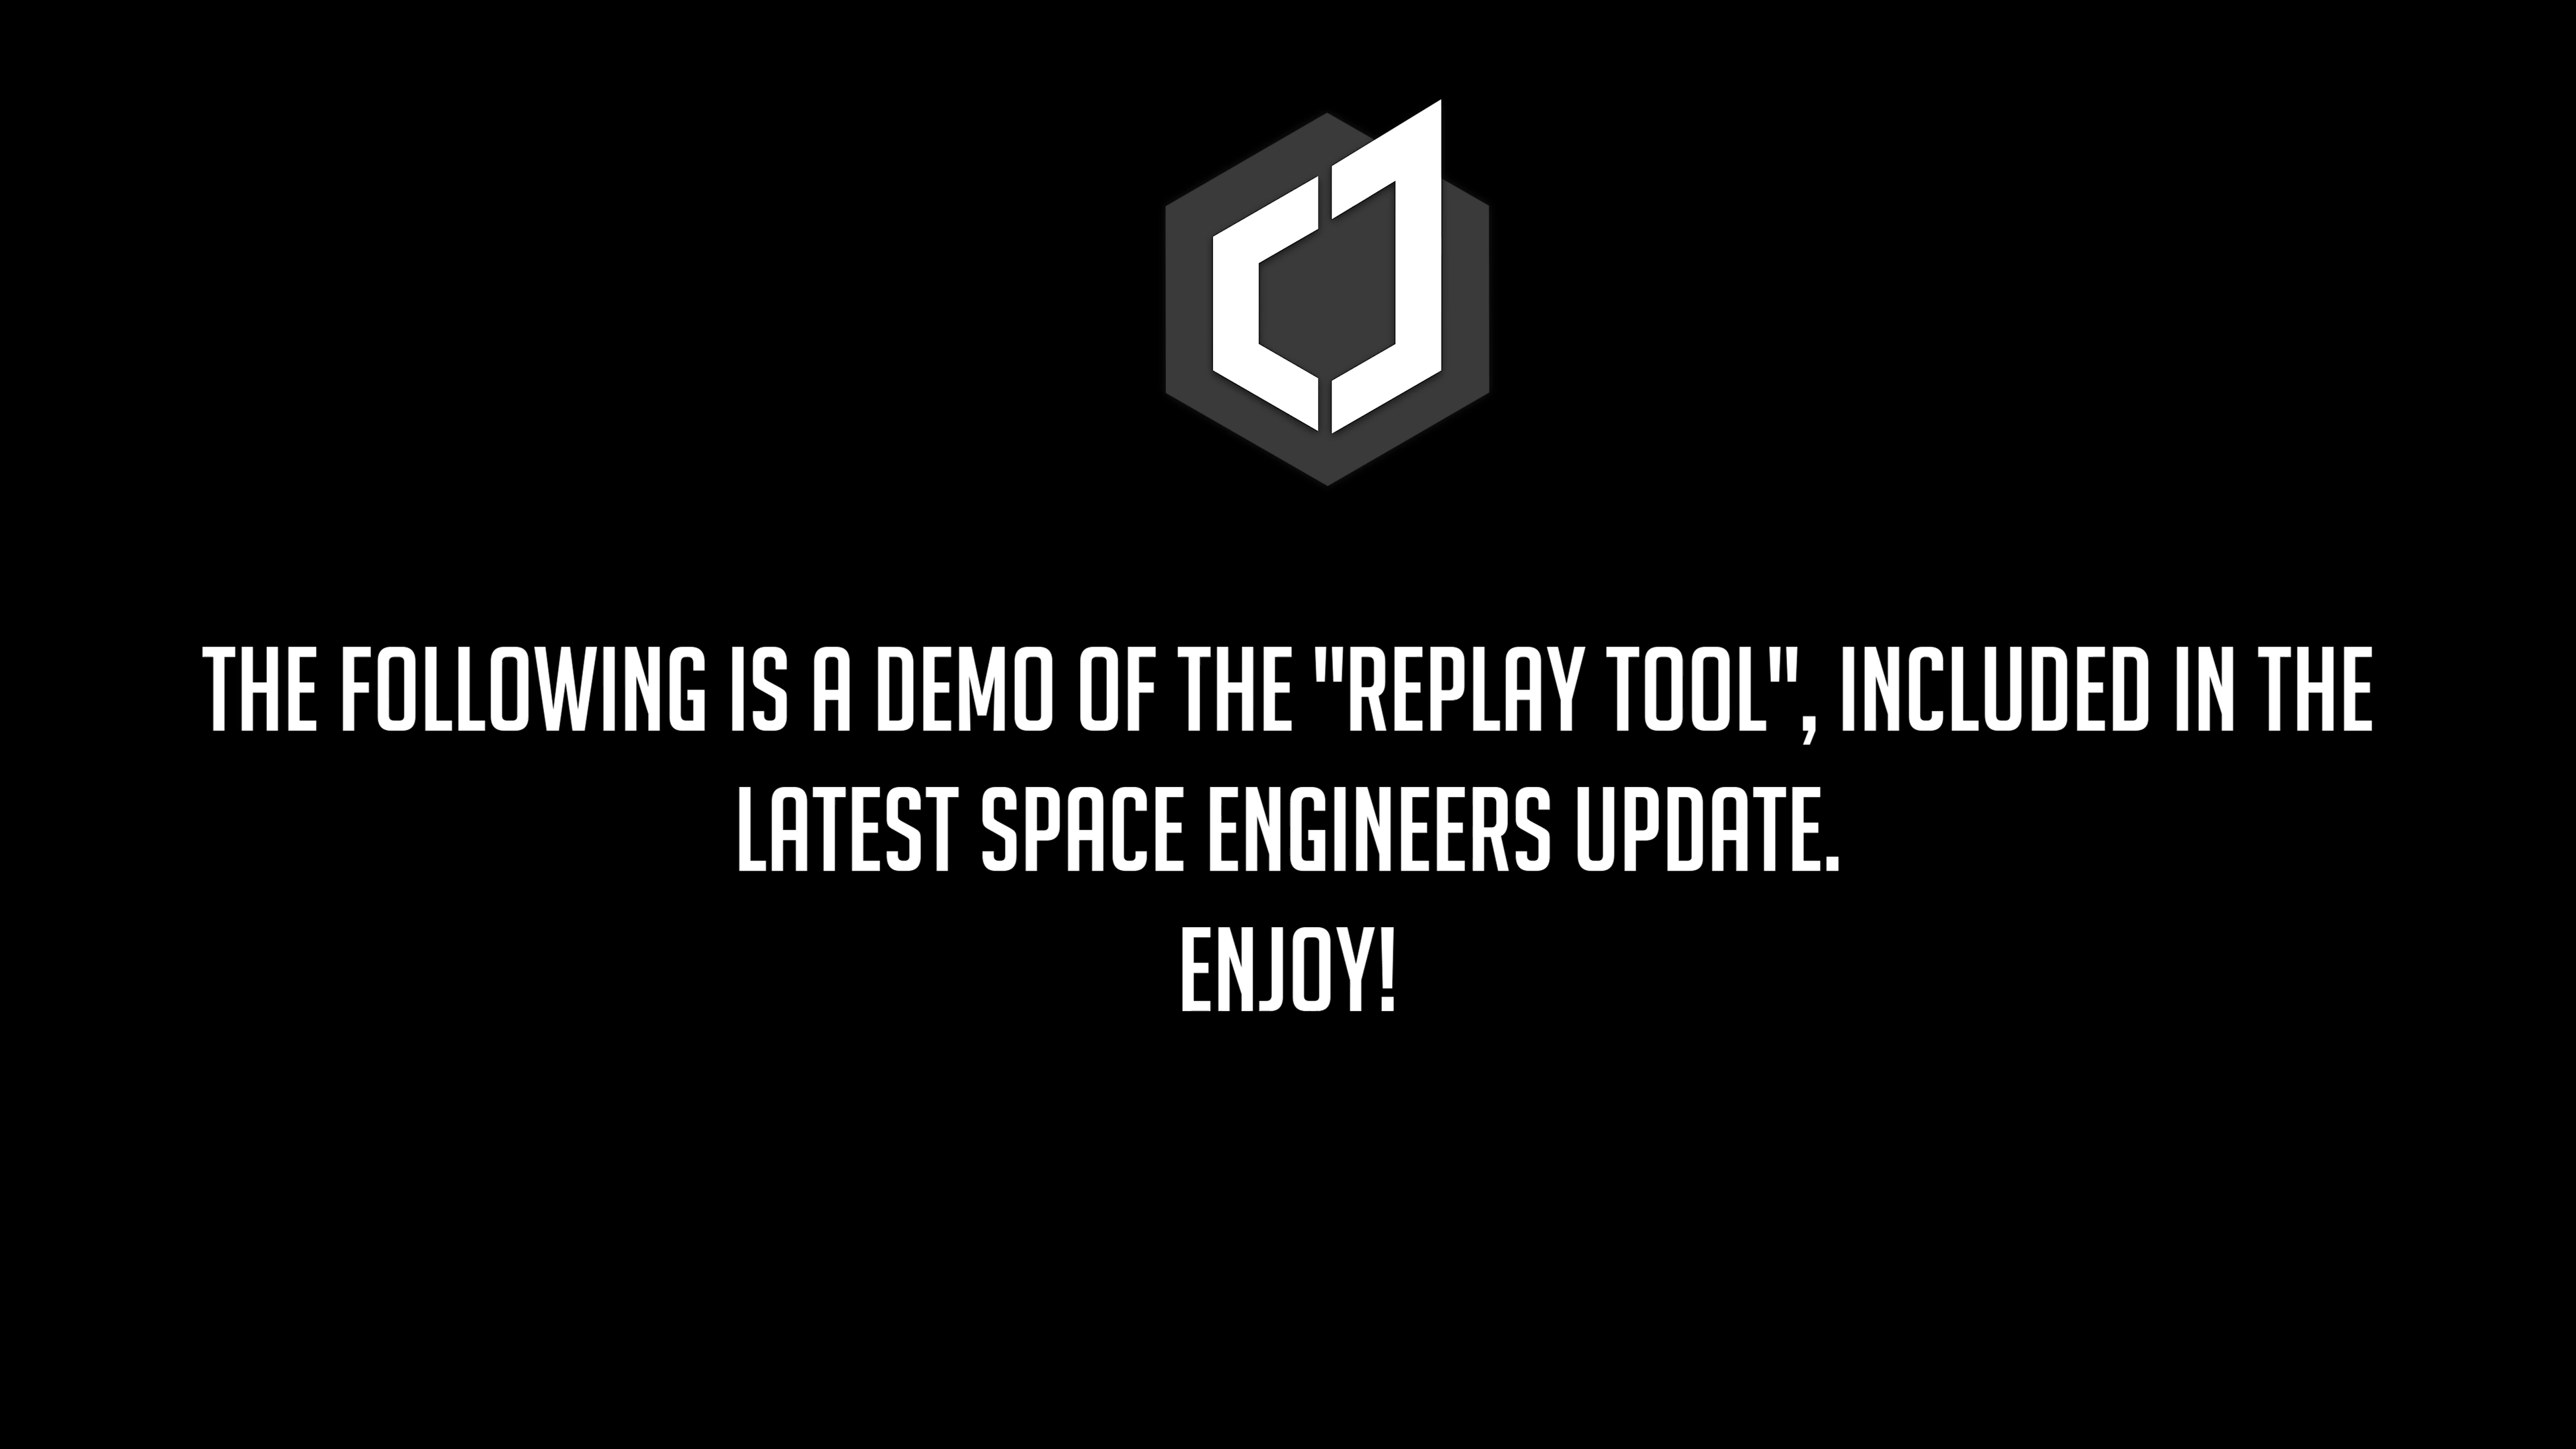 THE FOLLOWING IS A DEMO OF THE "REPLAY TOOL", INCLUDED IN THE
LATEST SPACE ENGINEERS UPDATE.
ENJOY!